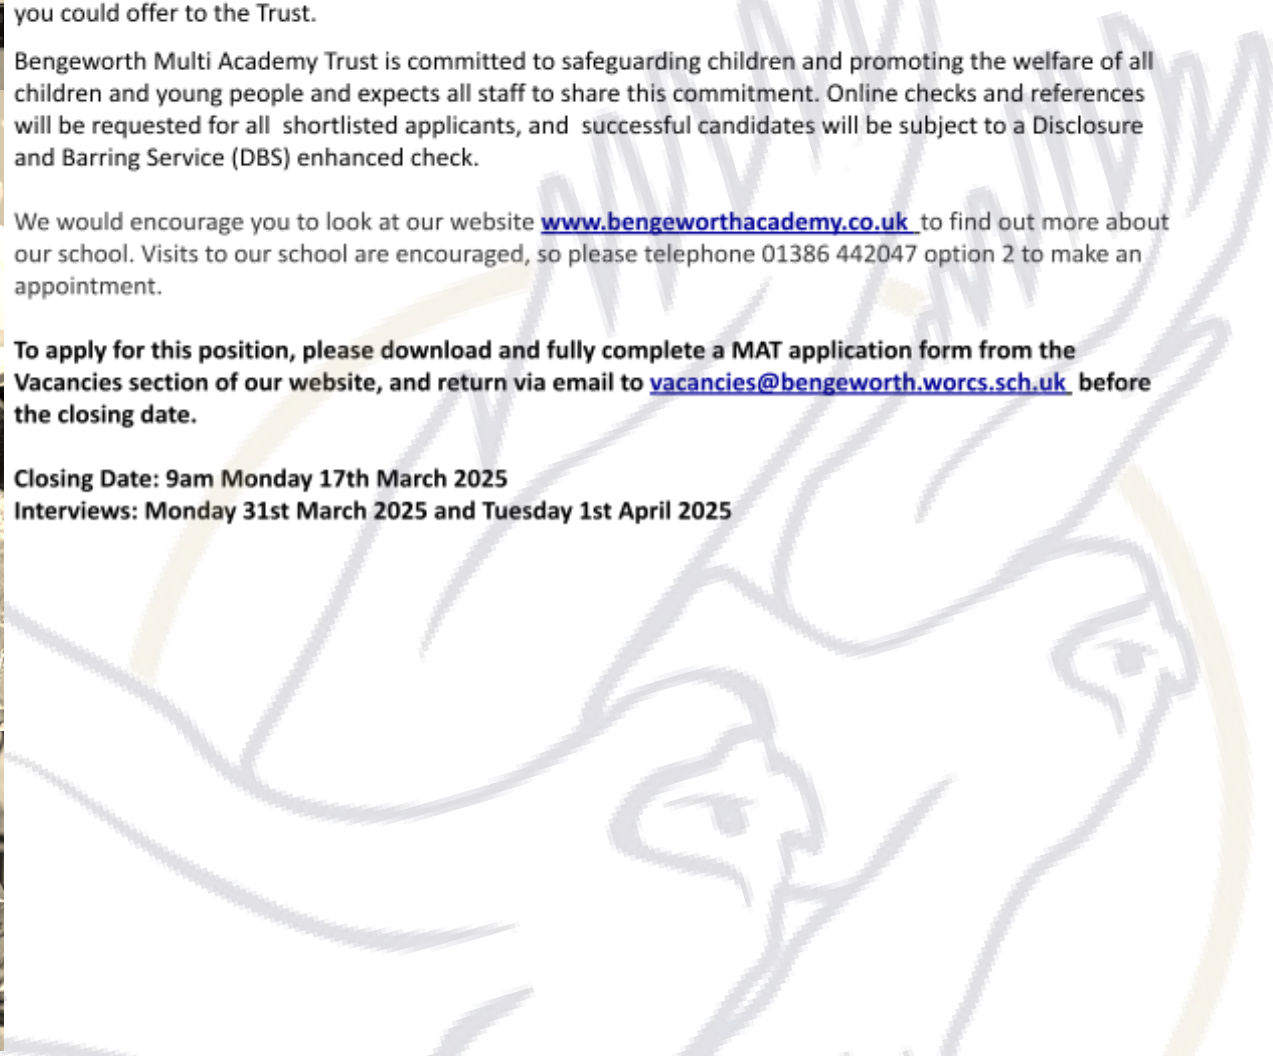 you could offer to the Trust.
Bengeworth Multi Academy Trust is committed to safeguarding children and promoting the welfare of all
children and young people and expects all staff to share this commitment. Online checks and references
will be requested for all  shortlisted applicants, and  successful candidates will be subject to a Disclosure
and Barring Service (DBS) enhanced check.
We would encourage you to look at our website www.bengeworthacademy.co.uk to find out more about
our school. Visits to our school are encouraged, so please telephone 01386 442047 option 2 to make an
appointment.
To apply for this position, please download and fully complete a MAT application form from the
Vacancies section of our website, and return via email to vacancies@bengeworth.worcs.sch.uk  before
the closing date.
Closing Date: 9am Monday 17th March 2025
Interviews: Monday 31st March 2025 and Tuesday 1st April 2025